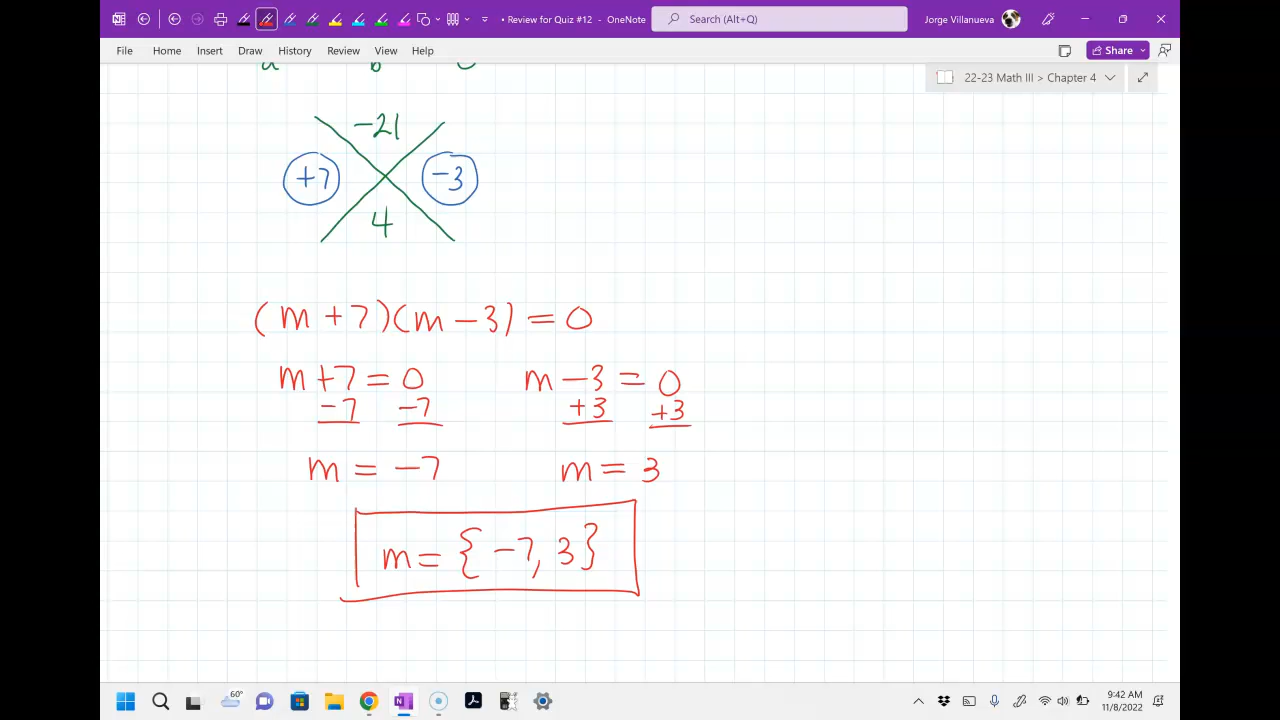 Review for Quiz #12 - OneNote
Search (Alt+Q)
Jorge Villanueva
File Home Insert Draw History Review View Help
Share
22-23 Math III > Chapter 4
-21
+7 -3
4
(m+7)(m-3)=0
m+7=0 m-3=0
-7 -7 +3 +3
m = -7 m = 3
m = {-7, 3}
60°
9:42 AM
11/8/2022